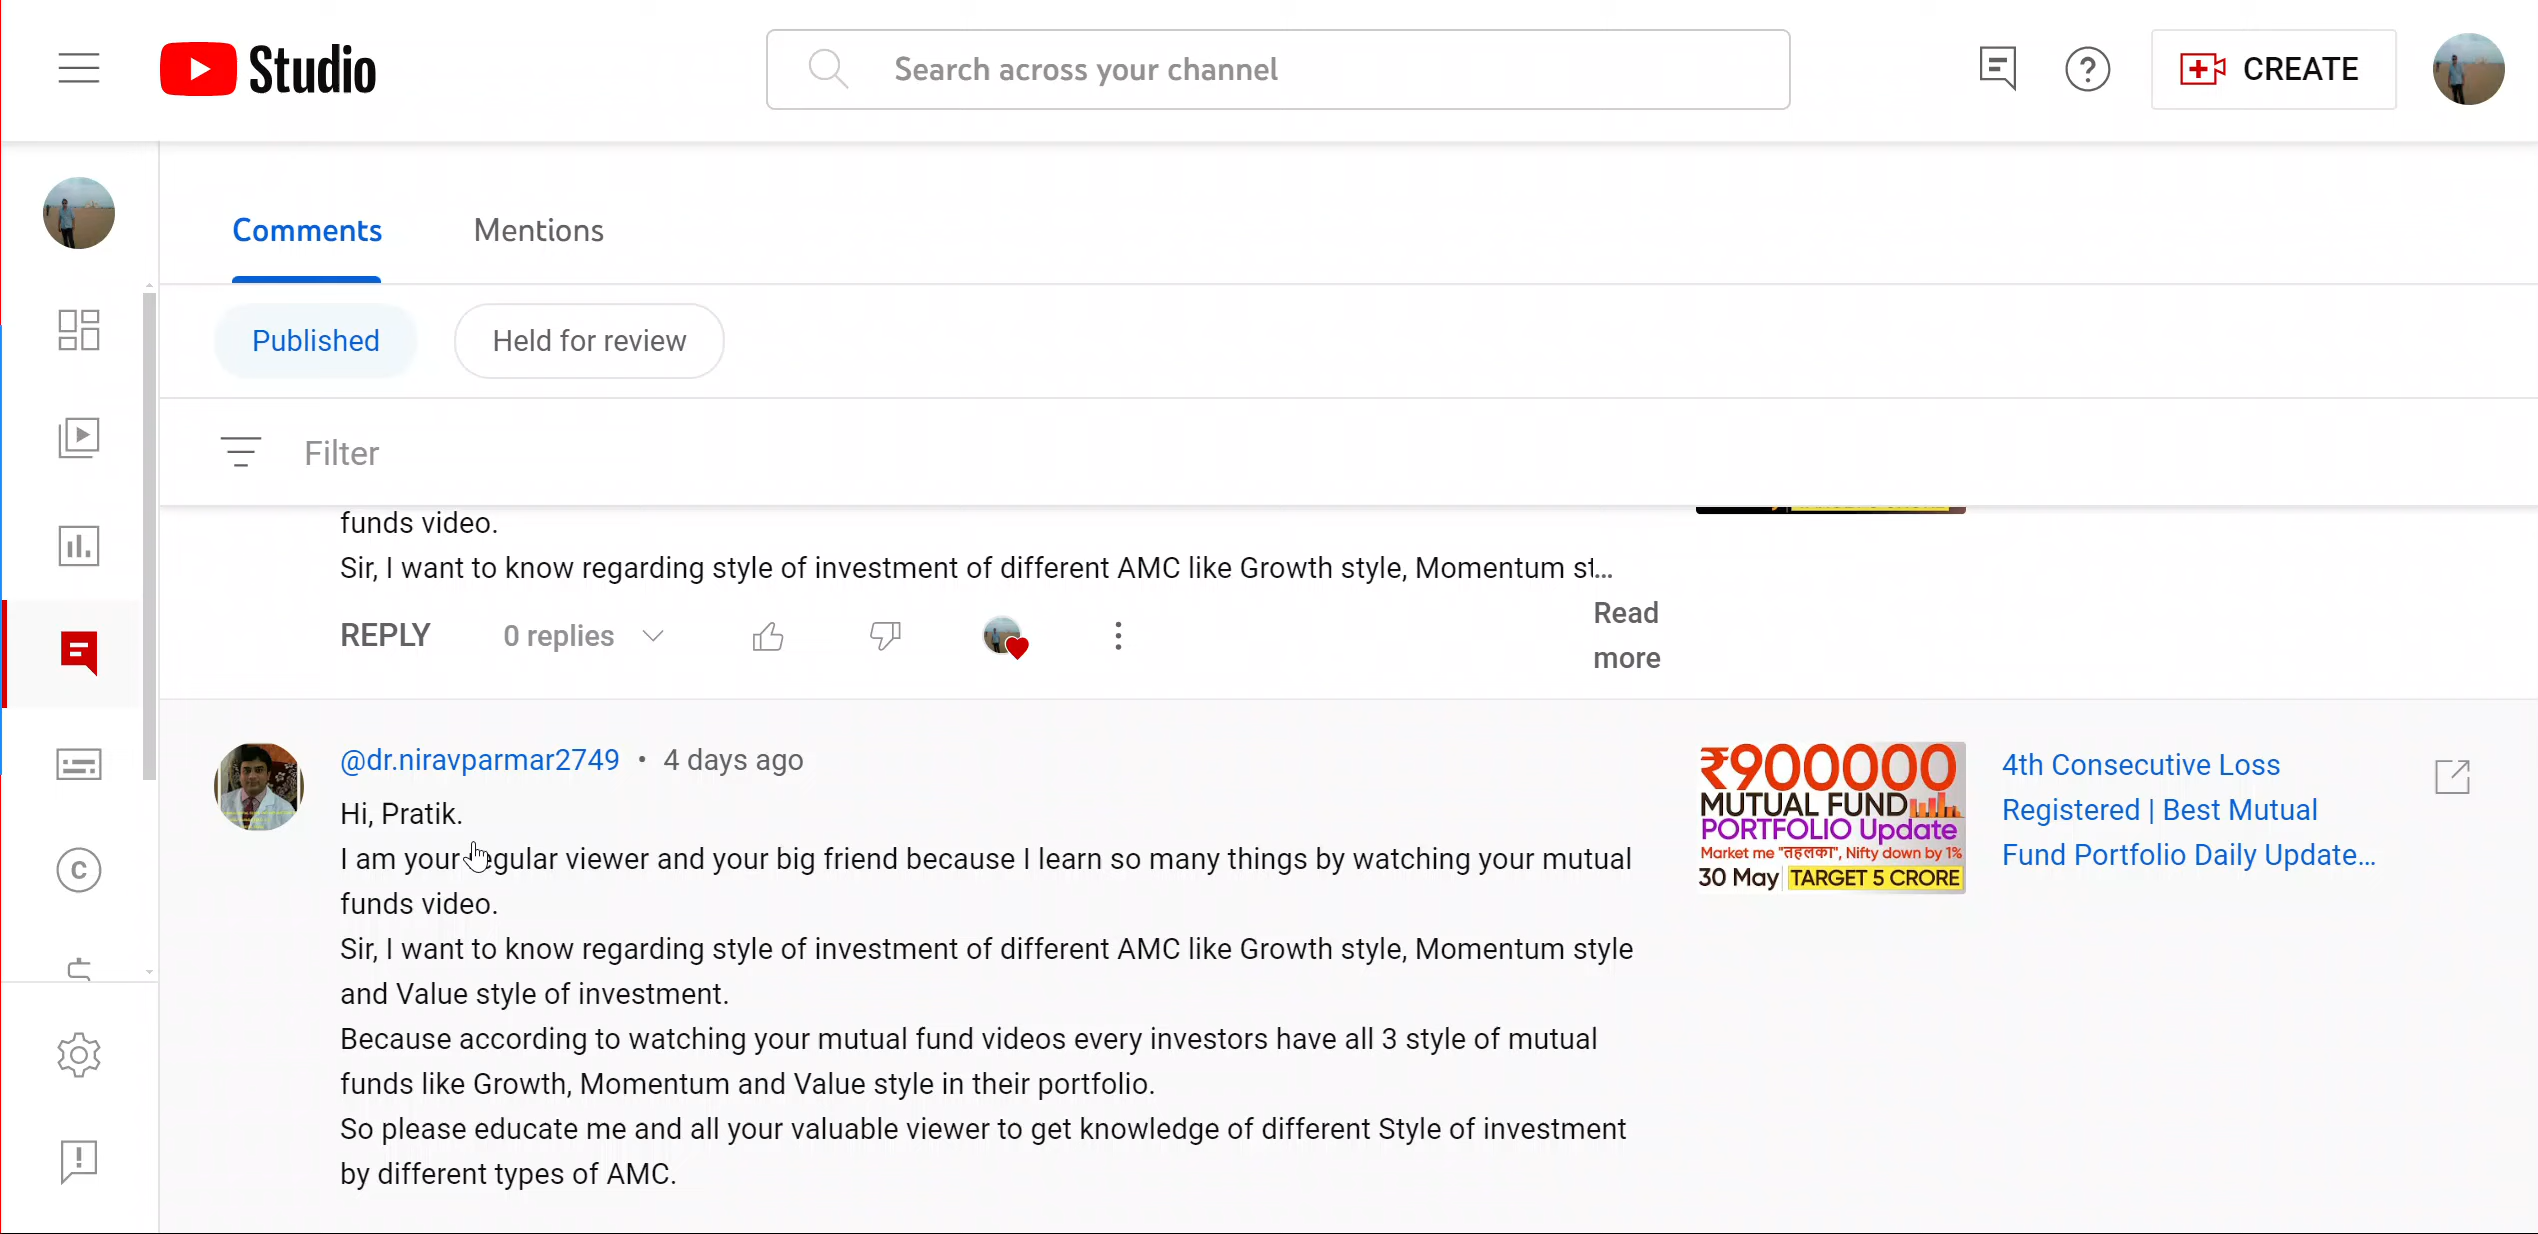 Studio
Search across your channel
CREATE
Comments
Mentions
Published
Held for review
Filter
funds video.
Sir, I want to know regarding style of investment of different AMC like Growth style, Momentum st...
Read
more
REPLY
0 replies
@dr.niravparmar2749 • 4 days ago
Hi, Pratik.
I am your regular viewer and your big friend because I learn so many things by watching your mutual
funds video.
Sir, I want to know regarding style of investment of different AMC like Growth style, Momentum style
and Value style of investment.
Because according to watching your mutual fund videos every investors have all 3 style of mutual
funds like Growth, Momentum and Value style in their portfolio.
So please educate me and all your valuable viewer to get knowledge of different Style of investment
by different types of AMC.
₹900000
MUTUAL FUND
PORTFOLIO Update
Market me "तहलका", Nifty down by 1%
30 May TARGET 5 CRORE
4th Consecutive Loss
Registered | Best Mutual
Fund Portfolio Daily Update...